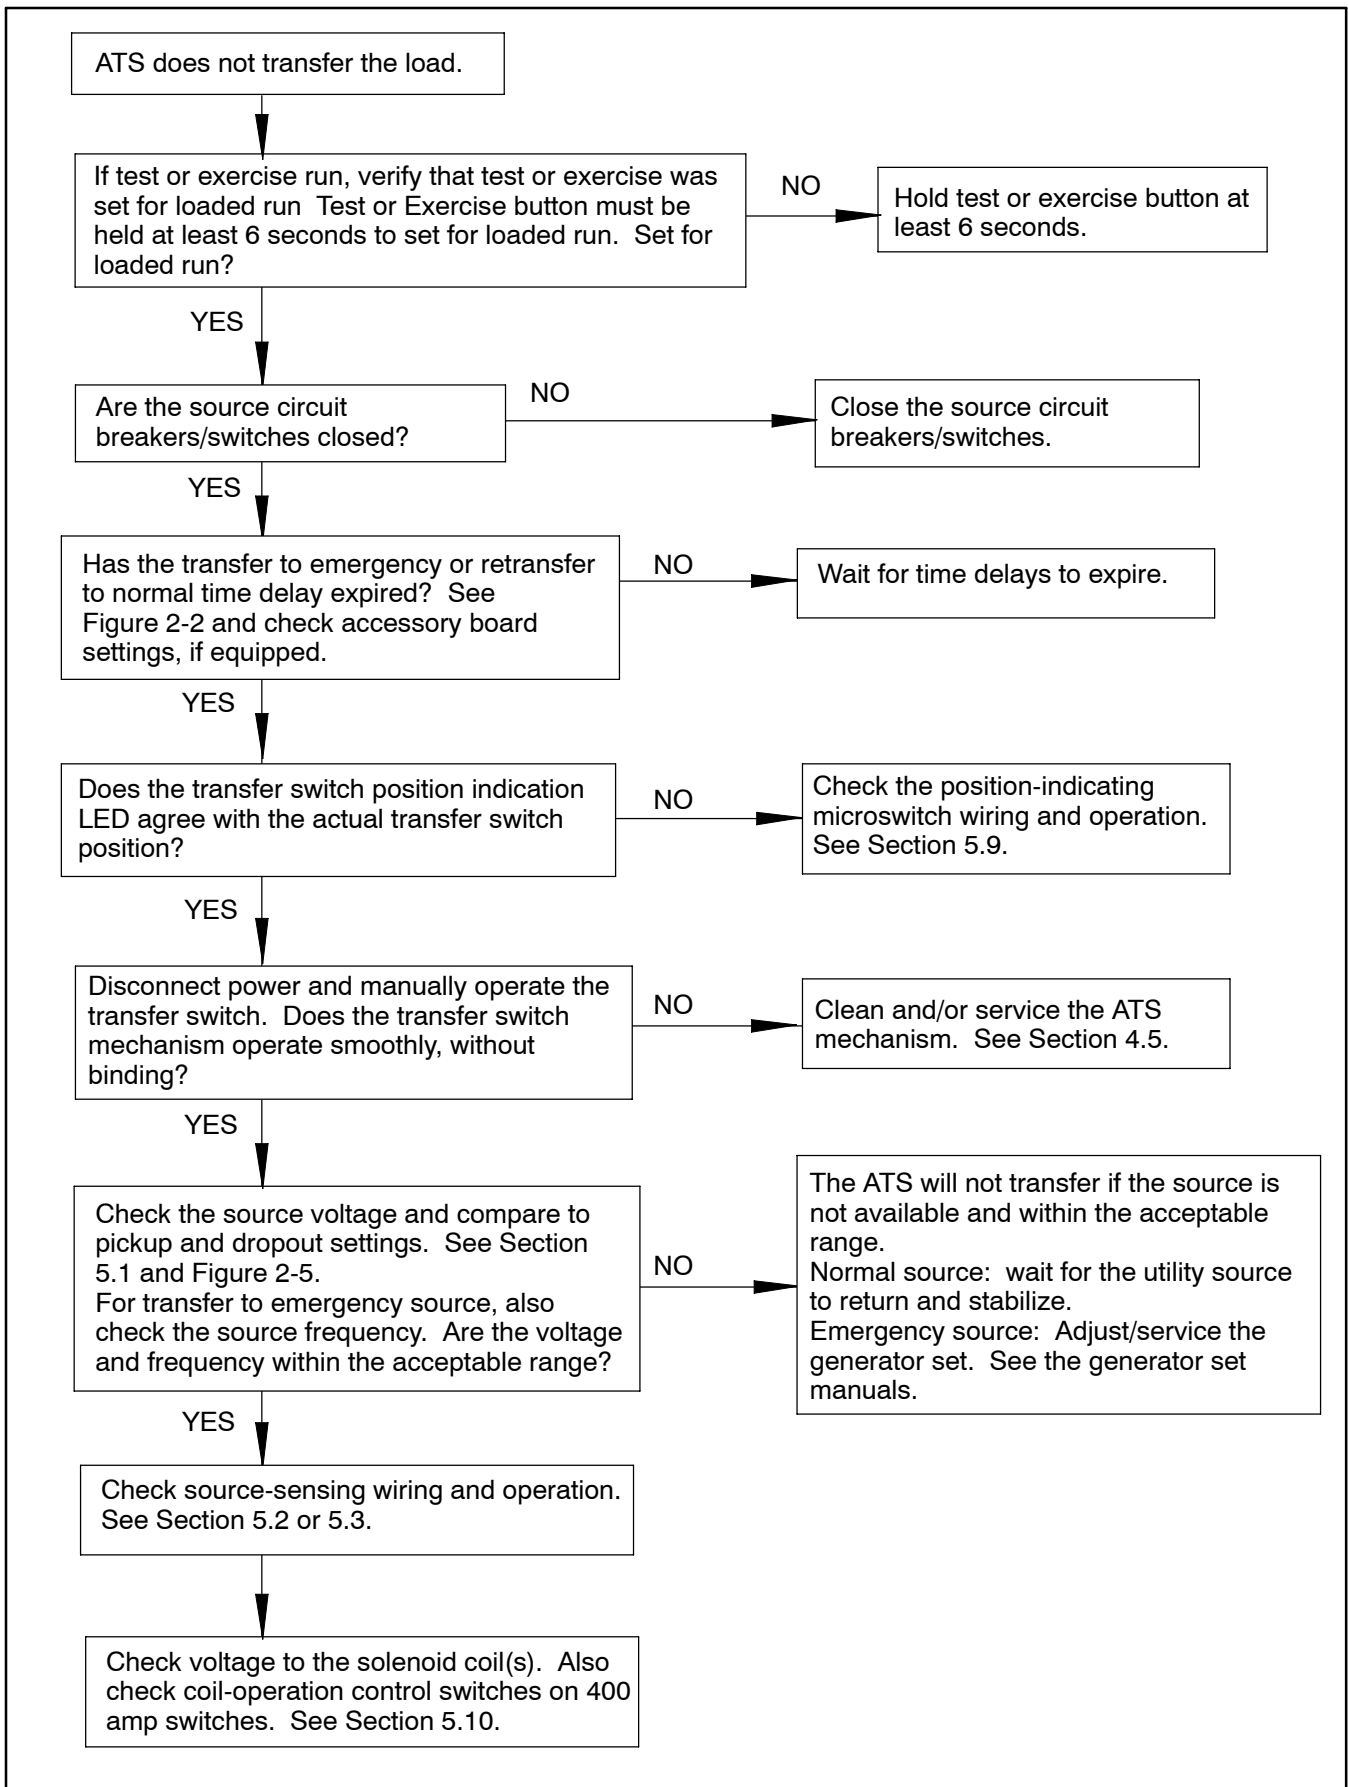 ATS does not transfer the load.
If test or exercise run, verify that test or exercise was
set for loaded run  Test or Exercise button must be
held at least 6 seconds to set for loaded run.  Set for
loaded run?
NO
Hold test or exercise button at
least 6 seconds.
YES
Are the source circuit
breakers/switches closed?
NO
Close the source circuit
breakers/switches.
YES
Has the transfer to emergency or retransfer
to normal time delay expired?  See
Figure 2-2 and check accessory board
settings, if equipped.
NO
Wait for time delays to expire.
YES
Does the transfer switch position indication
LED agree with the actual transfer switch
position?
NO
Check the position-indicating
microswitch wiring and operation.
See Section 5.9.
YES
Disconnect power and manually operate the
transfer switch.  Does the transfer switch
mechanism operate smoothly, without
binding?
NO
Clean and/or service the ATS
mechanism.  See Section 4.5.
YES
Check the source voltage and compare to
pickup and dropout settings.  See Section
5.1 and Figure 2-5.
For transfer to emergency source, also
check the source frequency.  Are the voltage
and frequency within the acceptable range?
NO
The ATS will not transfer if the source is
not available and within the acceptable
range.
Normal source:  wait for the utility source
to return and stabilize.
Emergency source:  Adjust/service the
generator set.  See the generator set
manuals.
YES
Check source-sensing wiring and operation.
See Section 5.2 or 5.3.
Check voltage to the solenoid coil(s).  Also
check coil-operation control switches on 400
amp switches.  See Section 5.10.